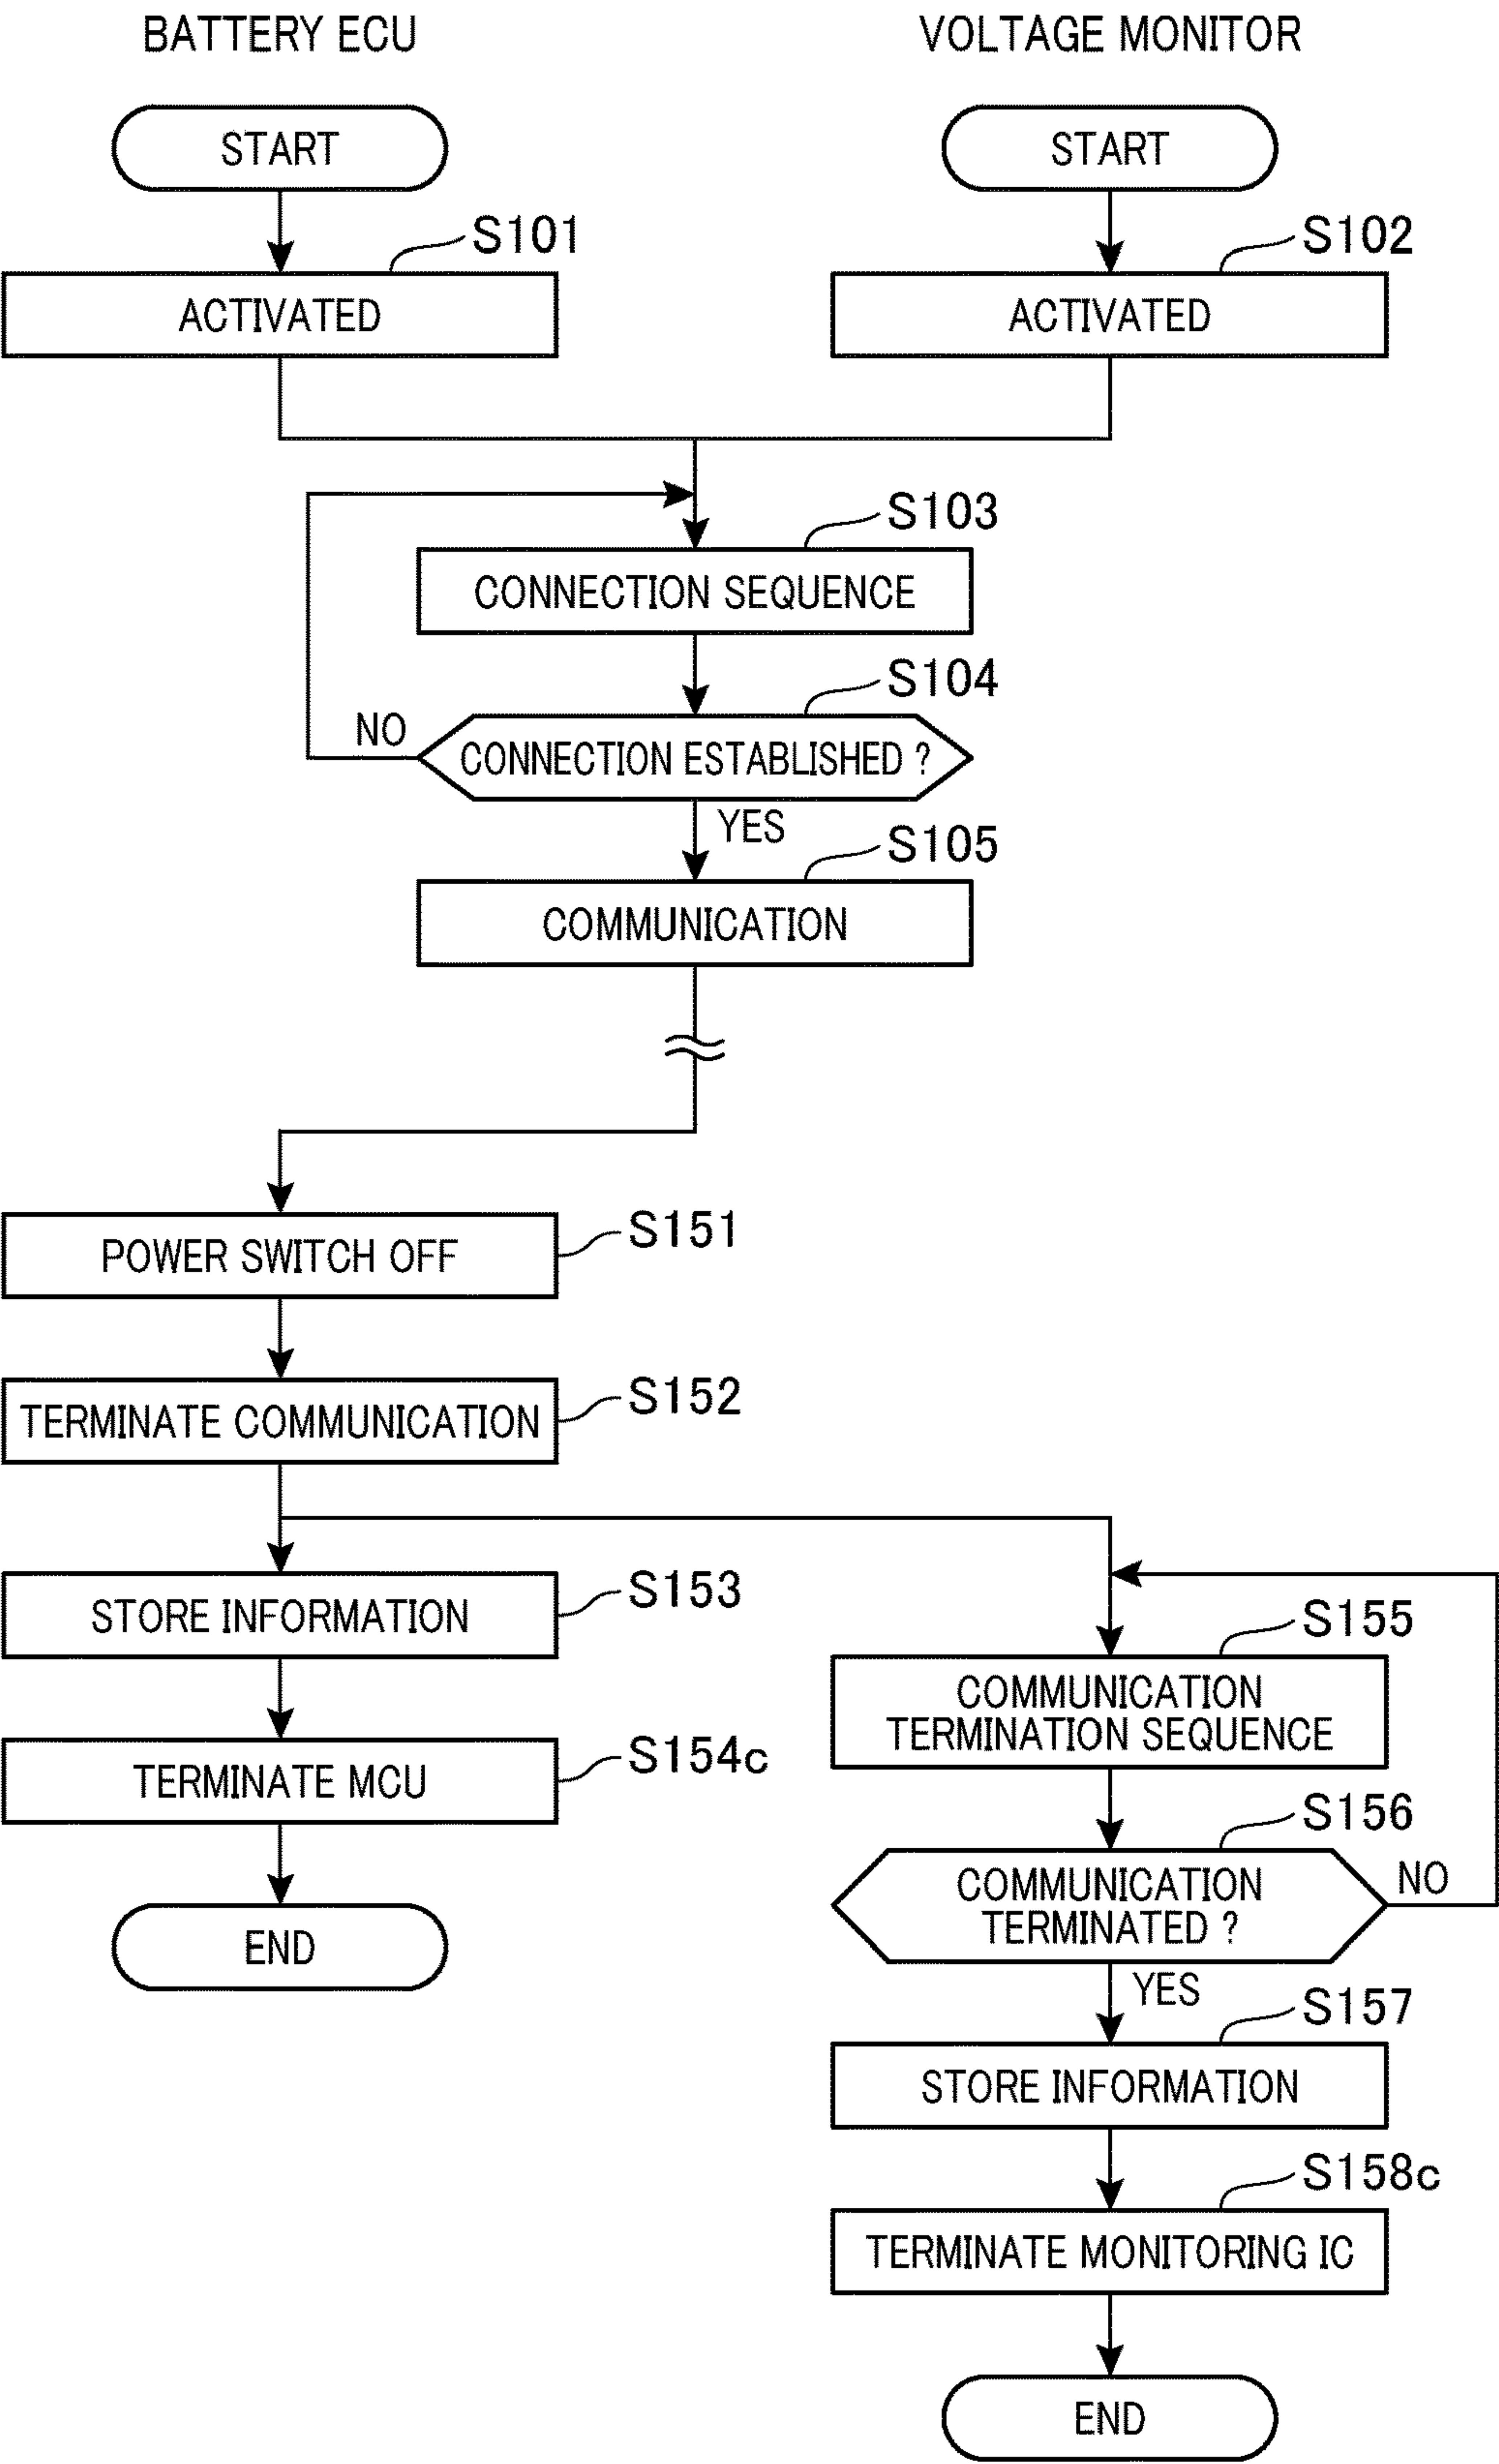 BATTERY ECU
VOLTAGE MONITOR
START
START
S101
S102
ACTIVATED
ACTIVATED
S103
CONNECTION SEQUENCE
S104
NO
CONNECTION ESTABLISHED ?
YES
S105
COMMUNICATION
S151
POWER SWITCH OFF
S152
TERMINATE COMMUNICATION
S153
STORE INFORMATION
S154c
TERMINATE MCU
END
S155
COMMUNICATION
TERMINATION SEQUENCE
S156
COMMUNICATION
TERMINATED ?
NO
YES
S157
STORE INFORMATION
S158c
TERMINATE MONITORING IC
END